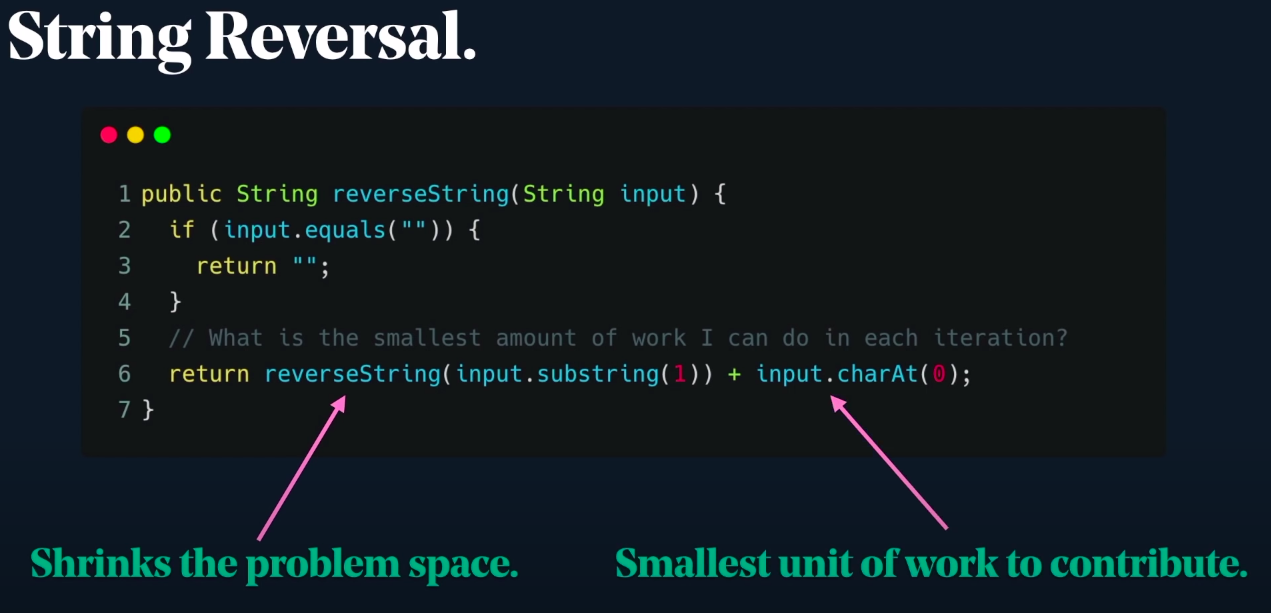 String Reversal.
1 public String reverseString(String input) {
2   if (input.equals("")) {
3     return "";
4   }
5   // What is the smallest amount of work I can do in each iteration?
6   return reverseString(input.substring(1)) + input.charAt(0);
7 }
Shrinks the problem space.
Smallest unit of work to contribute.